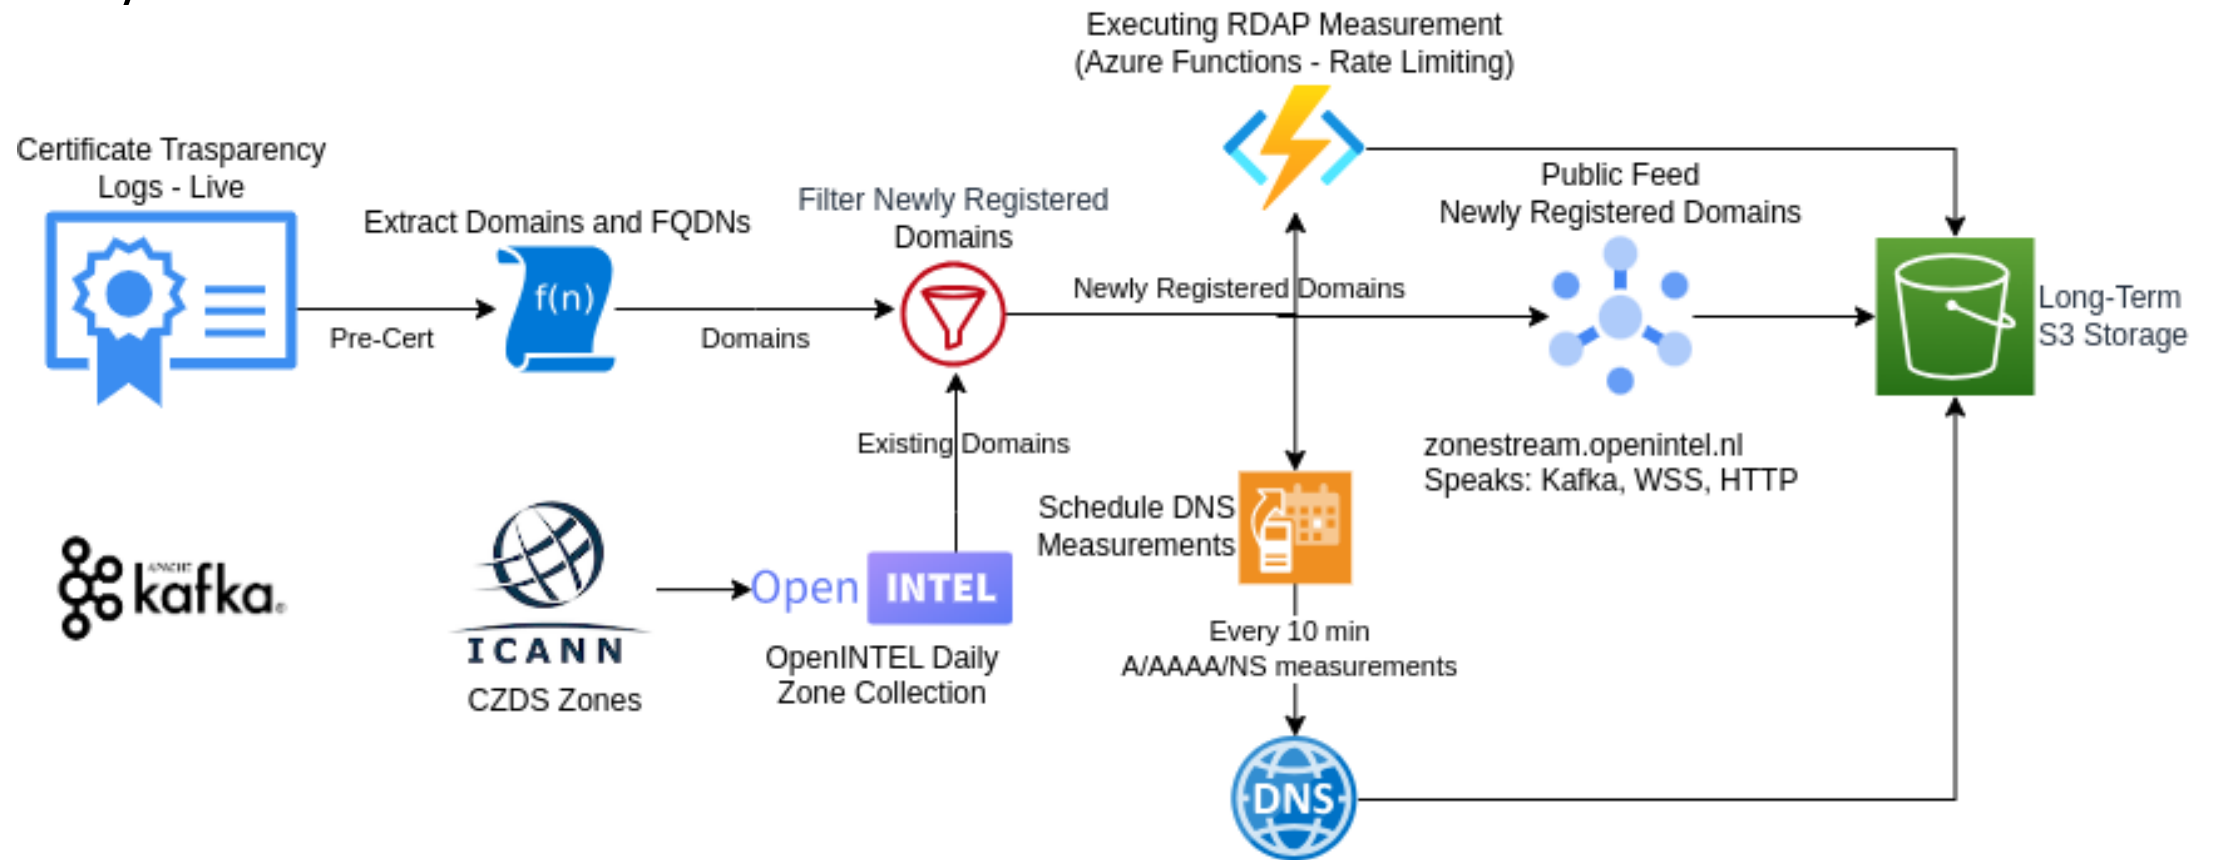 Executing RDAP Measurement
(Azure Functions - Rate Limiting)
Certificate Trasparency
Logs - Live
Extract Domains and FQDNs
Filter Newly Registered
Domains
Public Feed
Newly Registered Domains
f(n)
Pre-Cert
Domains
Newly Registered Domains
Long-Term
S3 Storage
Existing Domains
zonestream.openintel.nl
Speaks: Kafka, WSS, HTTP
Schedule DNS
Measurements
APACHE
kafka®
ICANN
CZDS Zones
Open INTEL
OpenINTEL Daily
Zone Collection
Every 10 min
A/AAAA/NS measurements
DNS